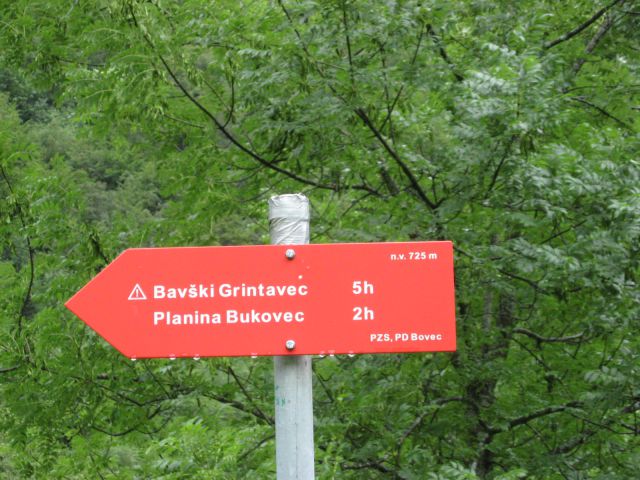 n.v. 725 m
Bavški Grintavec 5h
Planina Bukovec 2h
PZS, PD Bovec